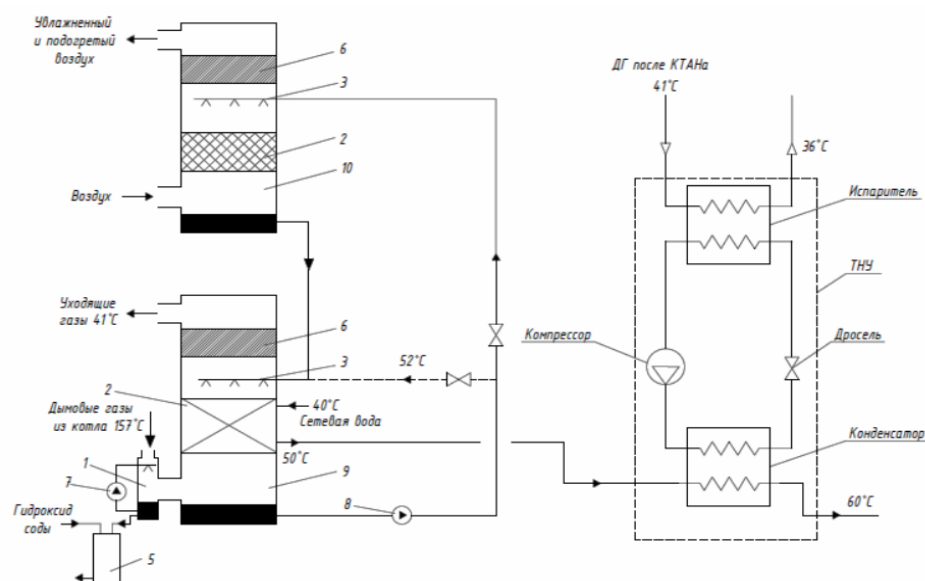 Увлажненный
и подогретый
воздух
6
3
2
10
Воздух
Уходящие
газы 41°С
6
3
52°С
2
40°С
Сетевая вода
Дымовые газы
из котла 157°С
50°С
1
9
7
8
Гидроксид
соды
5
ДГ после КТАНа
41°С
36°С
Испаритель
ТНУ
Компрессор
Дросель
Конденсатор
60°С